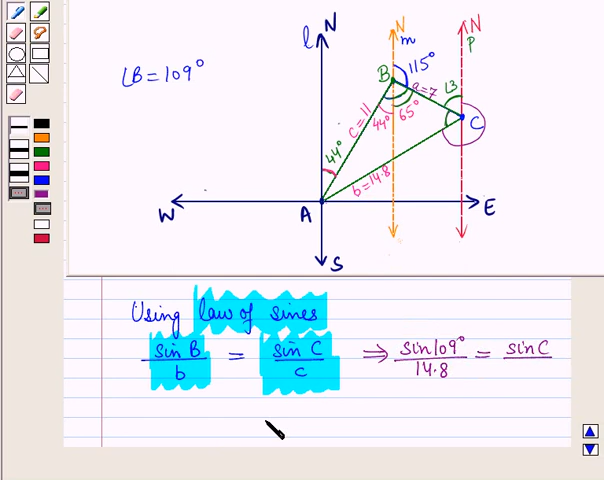 l
N
N
m
N
P
∠B = 109°
B
115°
a = 7
∠3
c = 11
44°
65°
C
44°
b = 14.8
W
A
E
S
Using law of sines
sin B / b = sin C / c ⇒ sin 109° / 14.8 = sin C